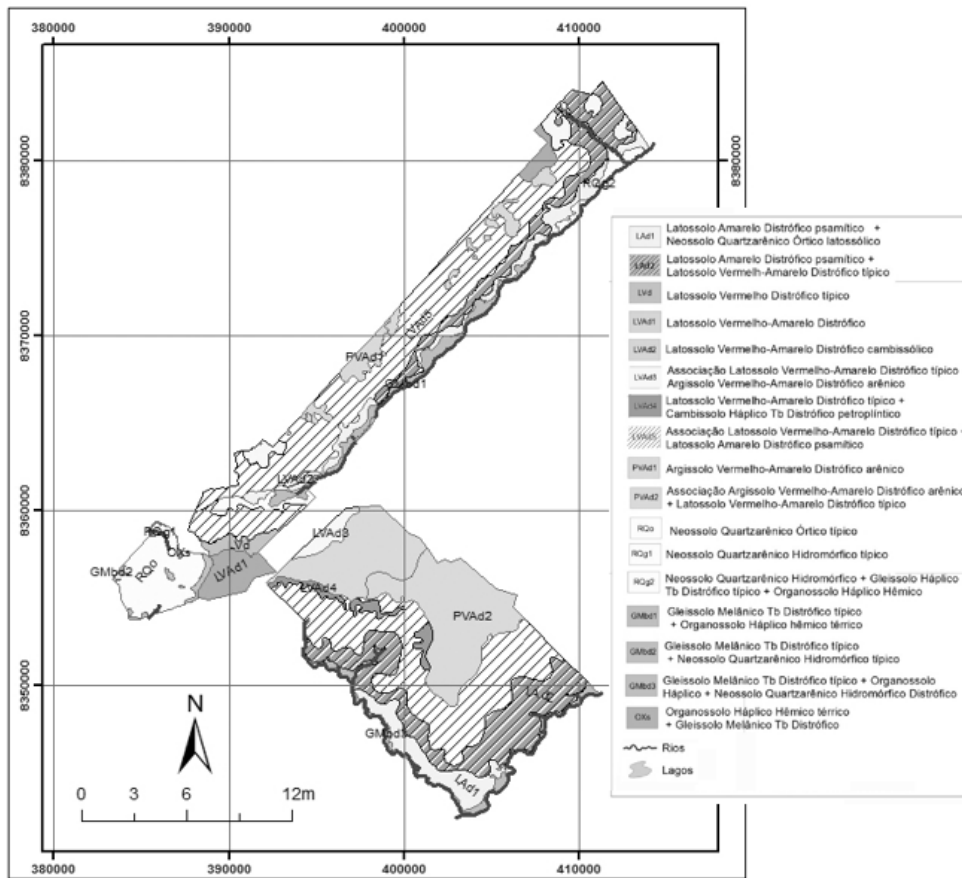 380000 390000 400000 410000
8380000
8380000
RQg2
LVAd5
PVAd1
GMbd1
8370000
LVAd2
8360000
RQg1
OXs
LVd
LVAd3
GMbd2
RQo
LVAd1
LVAd4
PVAd2
8350000
LAd2
GMbd3
LAd1
N
0 3 6 12m
380000 390000 400000 410000
LAd1 Latossolo Amarelo Distrófico psamítico +
Neossolo Quartzarênico Órtico latossólico
LAd2 Latossolo Amarelo Distrófico psamítico +
Latossolo Vermelh-Amarelo Distrófico típico
LVd Latossolo Vermelho Distrófico típico
LVAd1 Latossolo Vermelho-Amarelo Distrófico
LVAd2 Latossolo Vermelho-Amarelo Distrófico cambissólico
LVAd3 Associação Latossolo Vermelho-Amarelo Distrófico típico
Argissolo Vermelho-Amarelo Distrófico arênico
LVAd4 Latossolo Vermelho-Amarelo Distrófico típico +
Cambissolo Háplico Tb Distrófico petroplíntico
LVAd5 Associação Latossolo Vermelho-Amarelo Distrófico típico +
Latossolo Amarelo Distrófico psamítico
PVAd1 Argissolo Vermelho-Amarelo Distrófico arênico
PVAd2 Associação Argissolo Vermelho-Amarelo Distrófico arênico
+ Latossolo Vermelho-Amarelo Distrófico típico
RQo Neossolo Quartzarênico Órtico típico
RQg1 Neossolo Quartzarênico Hidromórfico típico
RQg2 Neossolo Quartzarênico Hidromórfico + Gleissolo Háplico
Tb Distrófico típico + Organossolo Háplico Hêmico
GMbd1 Gleissolo Melânico Tb Distrófico típico
+ Organossolo Háplico hêmico térrico
GMbd2 Gleissolo Melânico Tb Distrófico típico
+ Neossolo Quartzarênico Hidromórfico típico
GMbd3 Gleissolo Melânico Tb Distrófico típico + Organossolo
Háplico + Neossolo Quartzarênico Hidromórfico Distrófico
OXs Organossolo Háplico Hêmico térrico
+ Gleissolo Melânico Tb Distrófico
Rios
Lagos